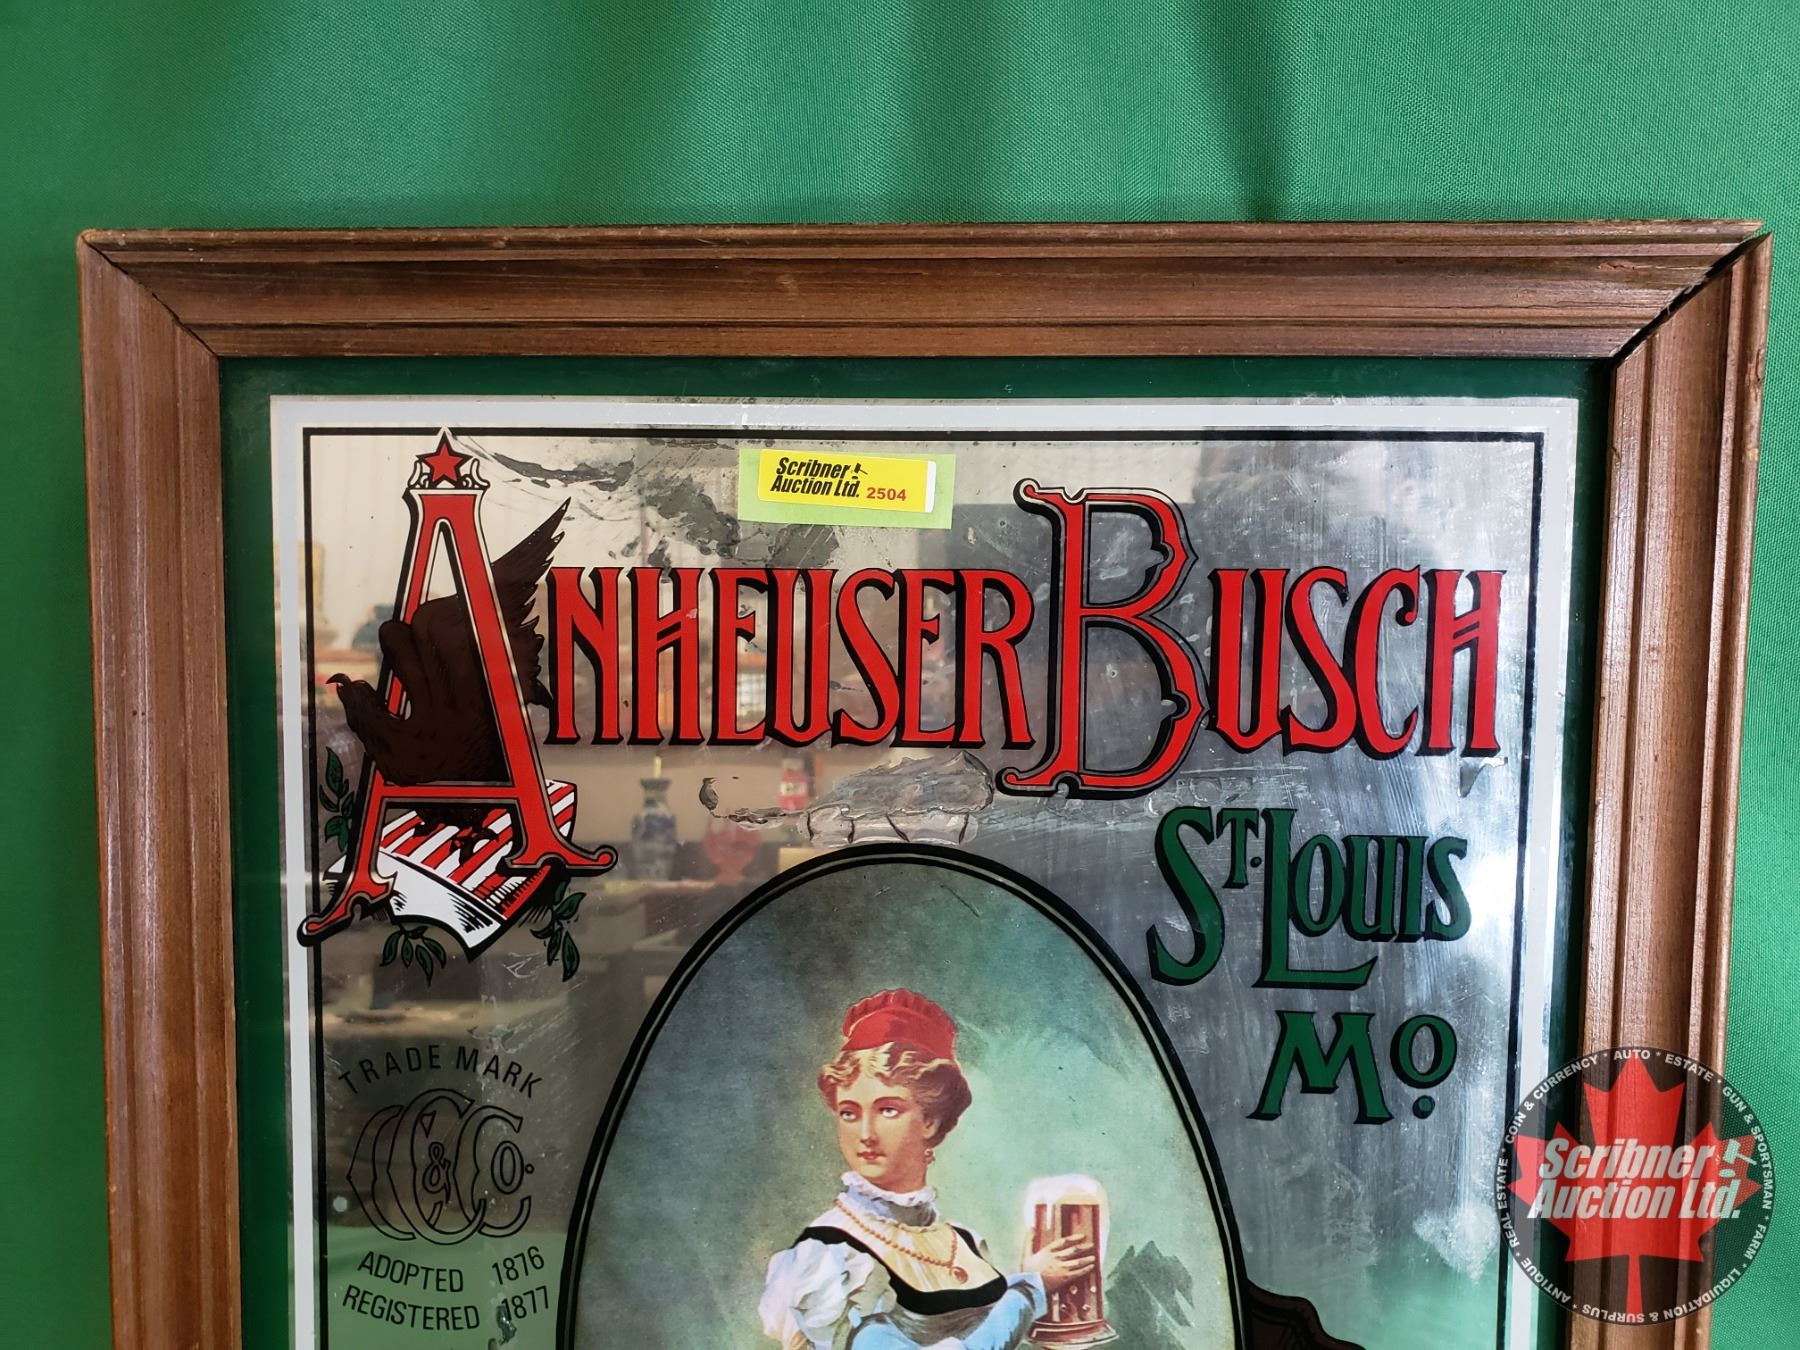 Scribner
Auction Ltd. 2504
ANHEUSER BUSCH
ST. LOUIS
MO.
TRADE MARK
CC&CO.
ADOPTED 1876
REGISTERED 1877
Scribner
Auction Ltd.
COIN & CURRENCY * AUTO * ESTATE * GUN & SPORTSMAN * FARM * LIQUIDATION & SURPLUS * ANTIQUE * REAL ESTATE *